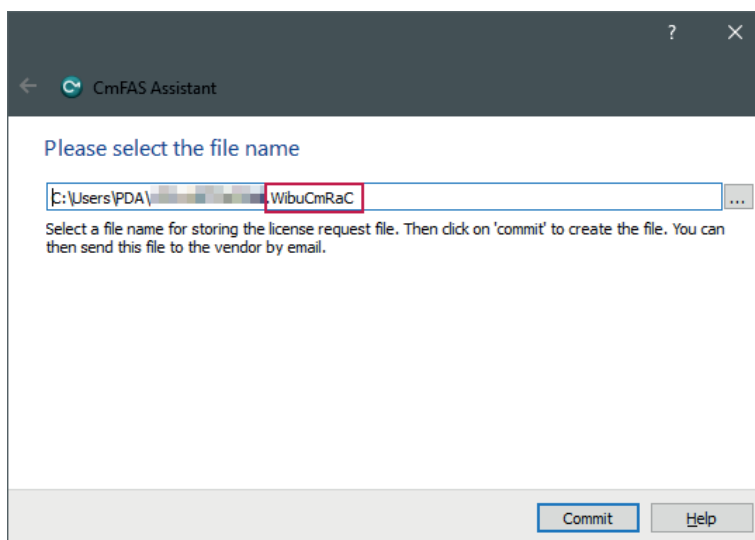 ?
CmFAS Assistant
Please select the file name
C:\Users\PDA\ .WibuCmRaC
...
Select a file name for storing the license request file. Then click on 'commit' to create the file. You can
then send this file to the vendor by email.
Commit Help